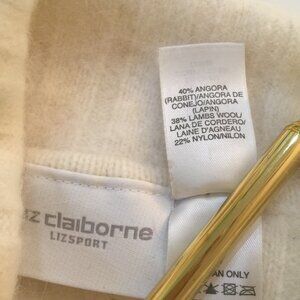 40% ANGORA
(RABBIT)/ANGORA DE
CONEJO/ANGORA
(LAPIN)
38% LAMBS WOOL/
LANA DE CORDERO/
LAINE D'AGNEAU
22% NYLON/NILON
claiborne
LIZSPORT
ONLY